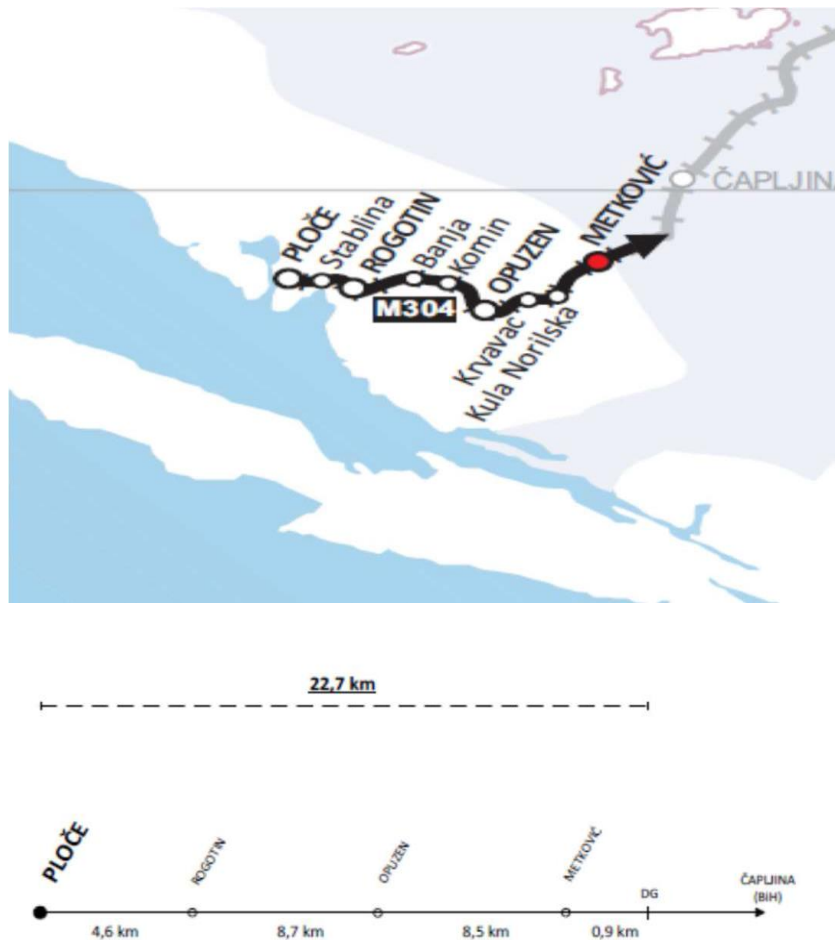 PLOČE
Stablina
ROGOTIN
Banja
Komin
OPUZEN
Krvavac
Kula Norilska
METKOVIĆ
ČAPLJINA
M304
22,7 km
PLOČE
ROGOTIN
OPUZEN
METKOVIĆ
DG
ČAPLJINA
(BiH)
4,6 km
8,7 km
8,5 km
0,9 km